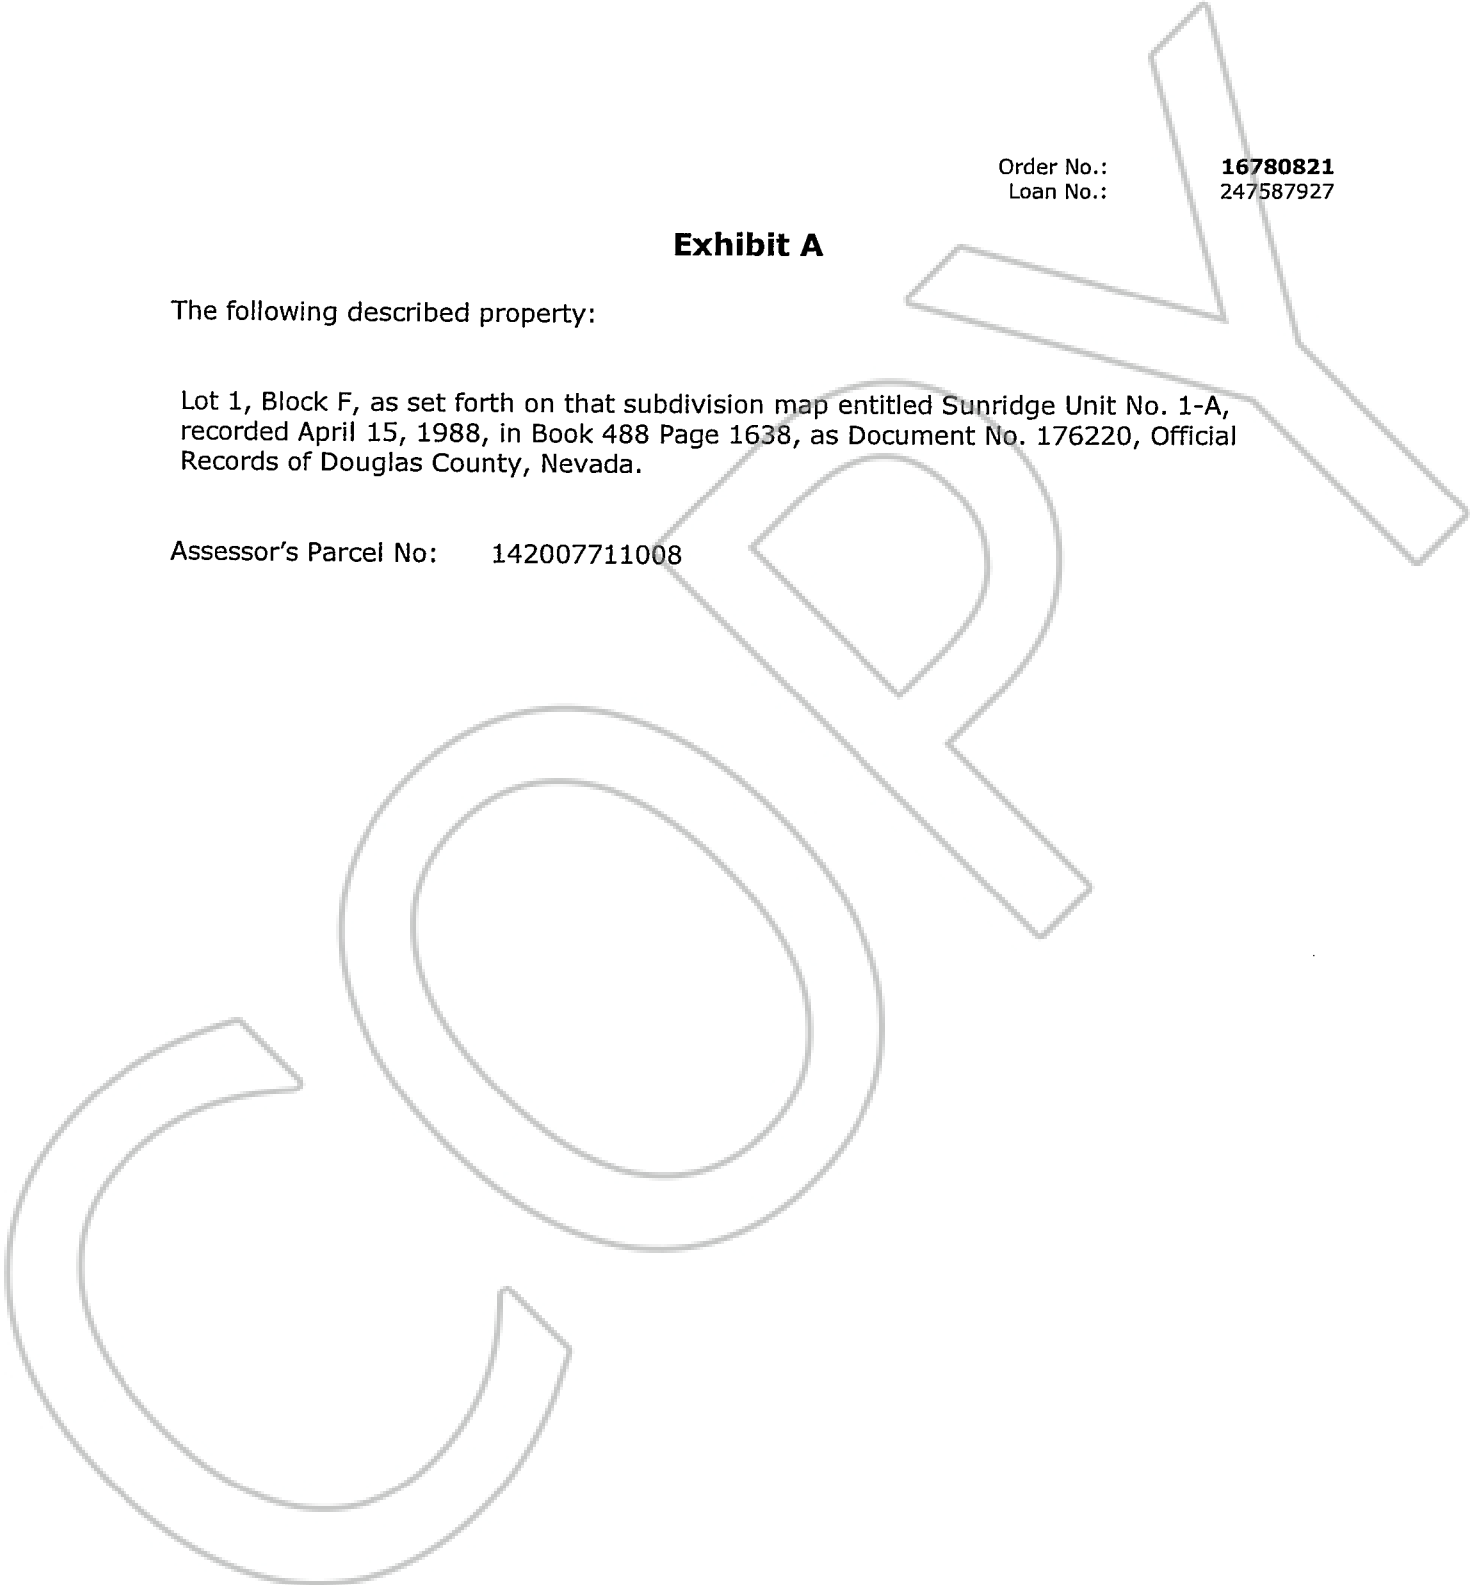 Order No.: 16780821
Loan No.: 247587927
Exhibit A
The following described property:
Lot 1, Block F, as set forth on that subdivision map entitled Sunridge Unit No. 1-A,
recorded April 15, 1988, in Book 488 Page 1638, as Document No. 176220, Official
Records of Douglas County, Nevada.
Assessor's Parcel No: 142007711008
COPY